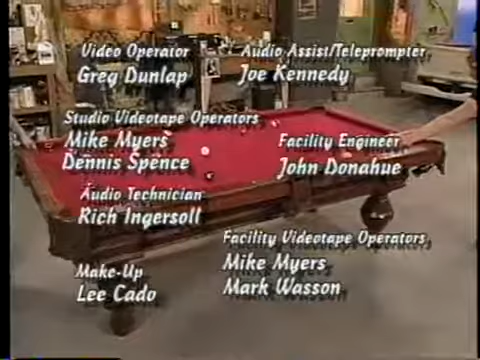 Video Operator
Greg Dunlap
Audio Assist/Teleprompter
Joe Kennedy
Studio Videotape Operators
Mike Myers
Dennis Spence
Facility Engineer
John Donahue
Audio Technician
Rich Ingersoll
Facility Videotape Operators
Mike Myers
Mark Wasson
Make-Up
Lee Cado